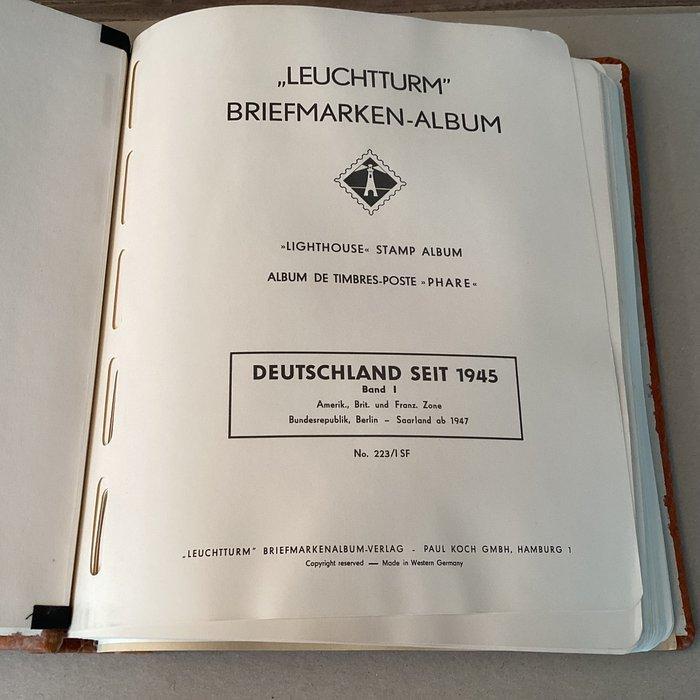 „LEUCHTTURM”
BRIEFMARKEN-ALBUM
»LIGHTHOUSE« STAMP ALBUM
ALBUM DE TIMBRES-POSTE »PHARE«
DEUTSCHLAND SEIT 1945
Band I
Amerik., Brit. und Franz. Zone
Bundesrepublik, Berlin – Saarland ab 1947
No. 223/I SF
„LEUCHTTURM” BRIEFMARKENALBUM-VERLAG - PAUL KOCH GMBH, HAMBURG 1
Copyright reserved — Made in Western Germany